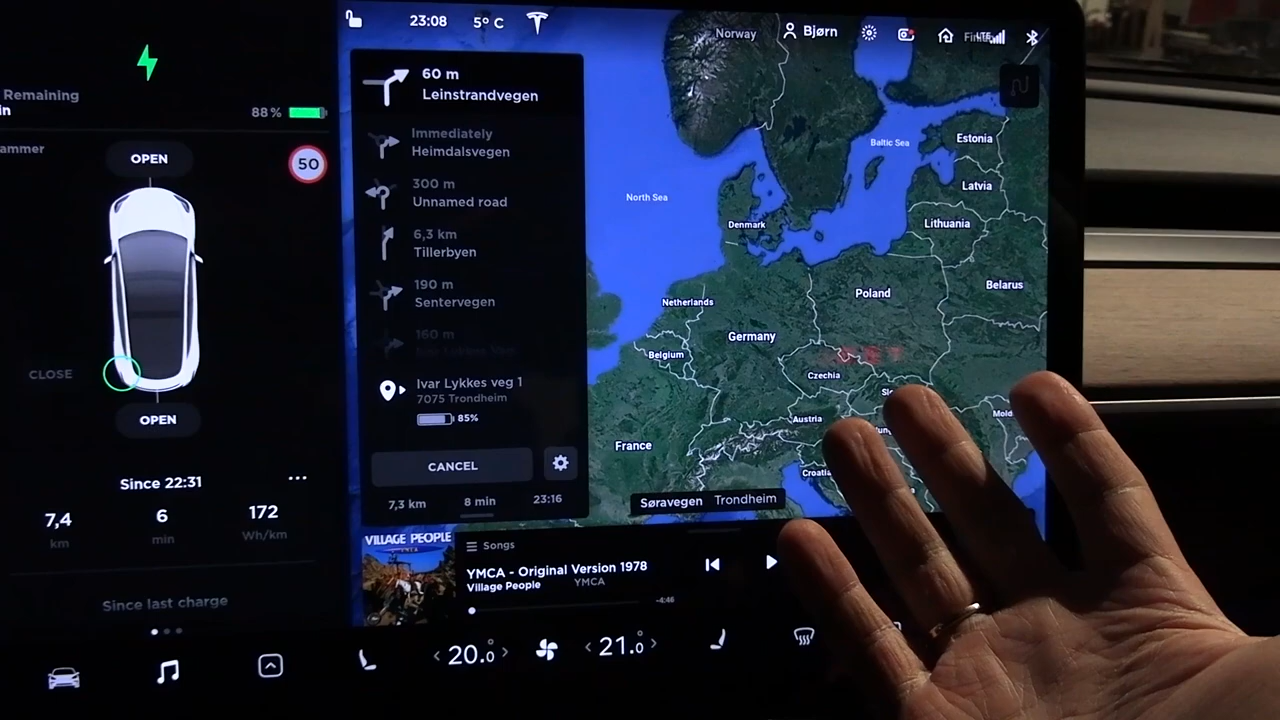 Remaining
in
88%
ammer
OPEN
50
CLOSE
OPEN
Since 22:31
7,4
km
6
min
172
Wh/km
Since last charge
23:08
5° C
Bjørn
LTE
60 m
Leinstrandvegen
Immediately
Heimdalsvegen
300 m
Unnamed road
6,3 km
Tillerbyen
190 m
Sentervegen
160 m
Ivar Lykkes veg 1
7075 Trondheim
85%
CANCEL
7,3 km
8 min
23:16
Norway
Baltic Sea
Estonia
Latvia
Lithuania
North Sea
Denmark
Belarus
Netherlands
Poland
Germany
Belgium
Czechia
Austria
France
Croatia
Søravegen Trondheim
VILLAGE PEOPLE
Songs
YMCA - Original Version 1978
Village People YMCA
-4:46
20.0
21.0